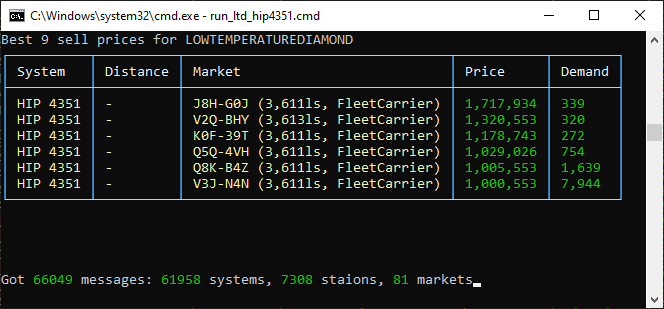 C:\Windows\system32\cmd.exe - run_ltd_hip4351.cmd
Best 9 sell prices for LOWTEMPERATUREDIAMOND
System Distance Market Price Demand
HIP 4351 - J8H-G0J (3,611ls, FleetCarrier) 1,717,934 339
HIP 4351 - V2Q-BHY (3,613ls, FleetCarrier) 1,320,553 320
HIP 4351 - K0F-39T (3,611ls, FleetCarrier) 1,178,743 272
HIP 4351 - Q5Q-4VH (3,611ls, FleetCarrier) 1,029,026 754
HIP 4351 - Q8K-B4Z (3,611ls, FleetCarrier) 1,005,553 1,639
HIP 4351 - V3J-N4N (3,611ls, FleetCarrier) 1,000,553 7,944
Got 66049 messages: 61958 systems, 7308 staions, 81 markets